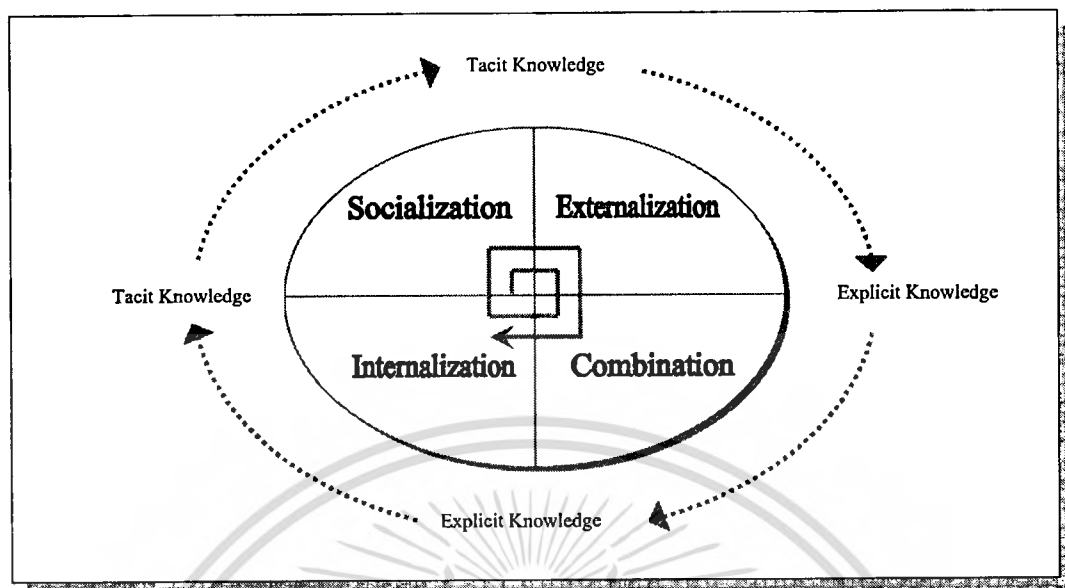 Tacit Knowledge
Socialization
Externalization
Tacit Knowledge
Explicit Knowledge
Internalization
Combination
Explicit Knowledge